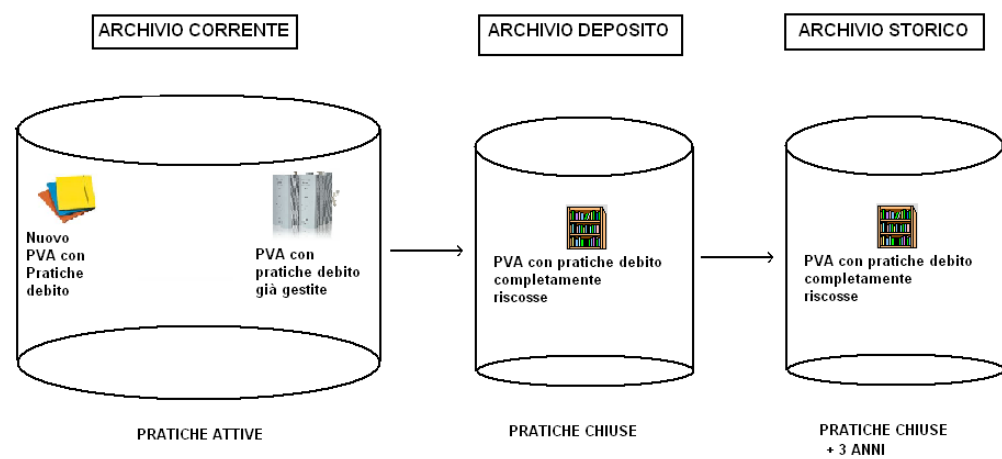 ARCHIVIO CORRENTE
ARCHIVIO DEPOSITO
ARCHIVIO STORICO
Nuovo
PVA con
Pratiche
debito
PVA con
pratiche debito
già gestite
PVA con pratiche debito
completamente
riscosse
PVA con pratiche debito
completamente
riscosse
PRATICHE ATTIVE
PRATICHE CHIUSE
PRATICHE CHIUSE
+ 3 ANNI